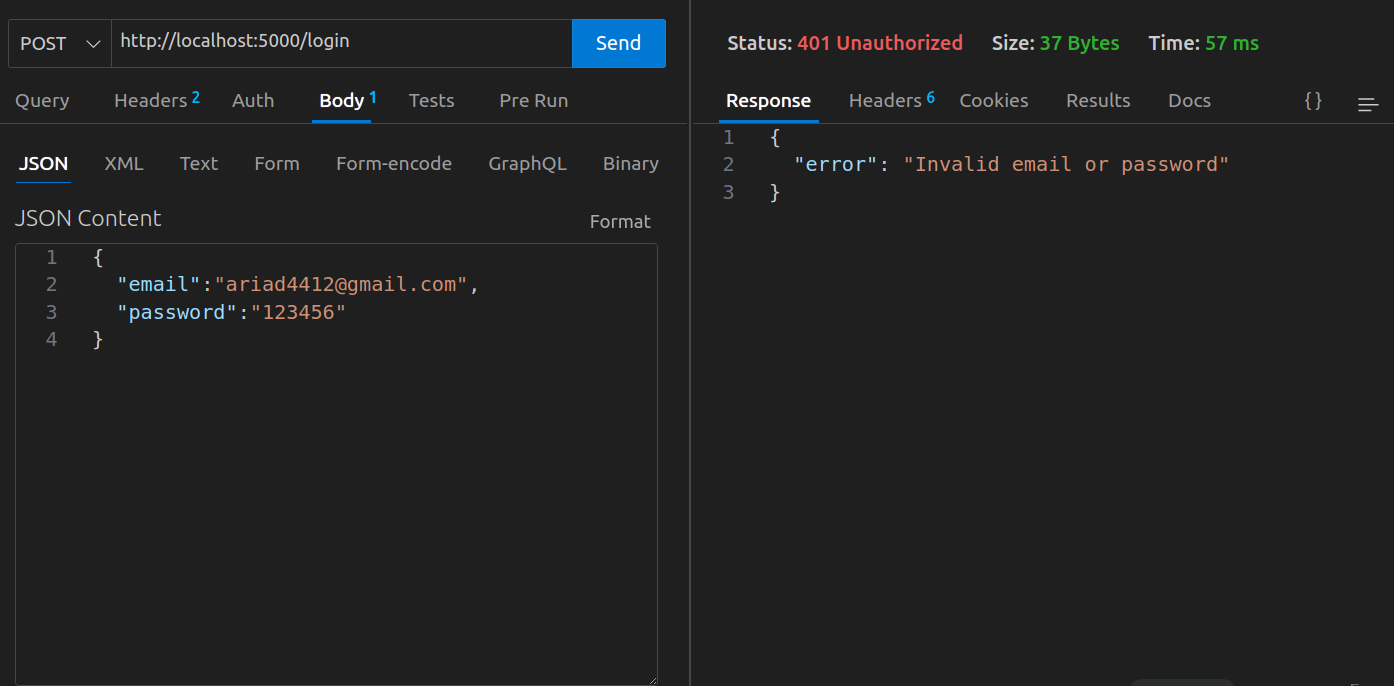 POST http://localhost:5000/login Send
Query Headers 2 Auth Body 1 Tests Pre Run
JSON XML Text Form Form-encode GraphQL Binary
JSON Content Format
1 {
2 "email":"ariad4412@gmail.com",
3 "password":"123456"
4 }
Status: 401 Unauthorized Size: 37 Bytes Time: 57 ms
Response Headers 6 Cookies Results Docs {}
1 {
2 "error": "Invalid email or password"
3 }